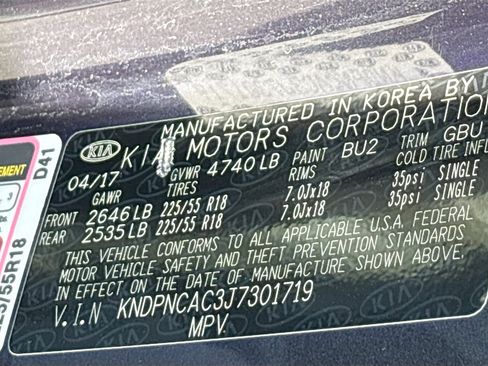 MANUFACTURED IN KOREA BY
KIA KIA MOTORS CORPORATION
04/17 GVWR 4740 LB PAINT BU2 TRIM GBU
GAWR TIRES RIMS COLD TIRE INFL
FRONT 2646 LB 225/55 R18 7.0Jx18 35psi SINGLE
REAR 2535 LB 225/55 R18 7.0Jx18 35psi SINGLE
THIS VEHICLE CONFORMS TO ALL APPLICABLE U.S.A. FEDERAL
MOTOR VEHICLE SAFETY AND THEFT PREVENTION STANDARDS
IN EFFECT ON THE DATE OF MANUFACTURE SHOWN ABOVE.
V.I.N KNDPNCAC3J7301719
MPV
D41
55R18